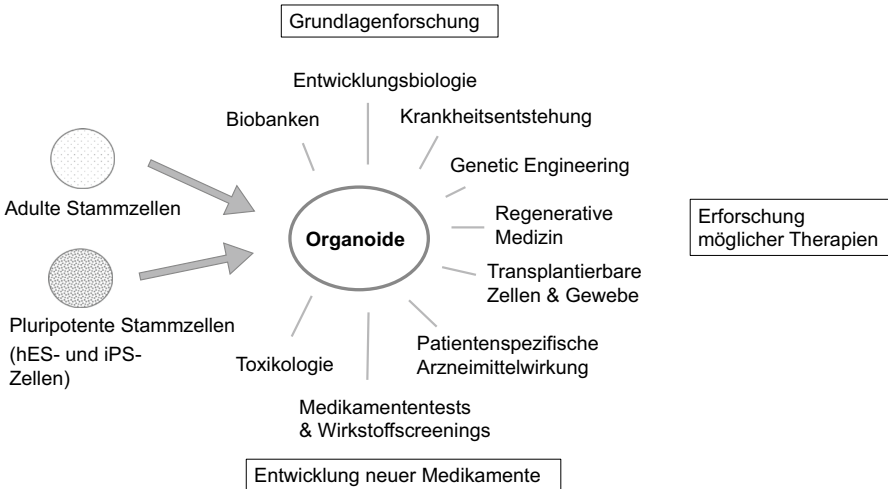 Grundlagenforschung
Entwicklungsbiologie
Biobanken
Krankheitsentstehung
Genetic Engineering
Adulte Stammzellen
Regenerative
Medizin
Erforschung
möglicher Therapien
Organoide
Transplantierbare
Zellen & Gewebe
Pluripotente Stammzellen
(hES- und iPS-
Zellen)
Toxikologie
Patientenspezifische
Arzneimittelwirkung
Medikamententests
& Wirkstoffscreenings
Entwicklung neuer Medikamente